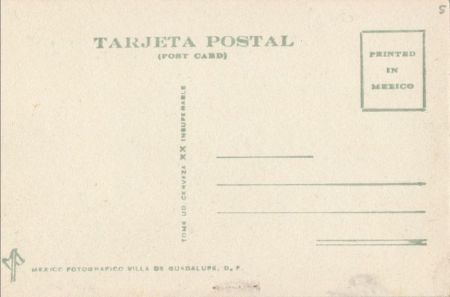 5
TARJETA POSTAL
(POST CARD)
PRINTED
IN
MEXICO
TOME UD. CERVEZA XX INSUPERABLE
MEXICO FOTOGRAFICO VILLA DE GUADALUPE, D. F.